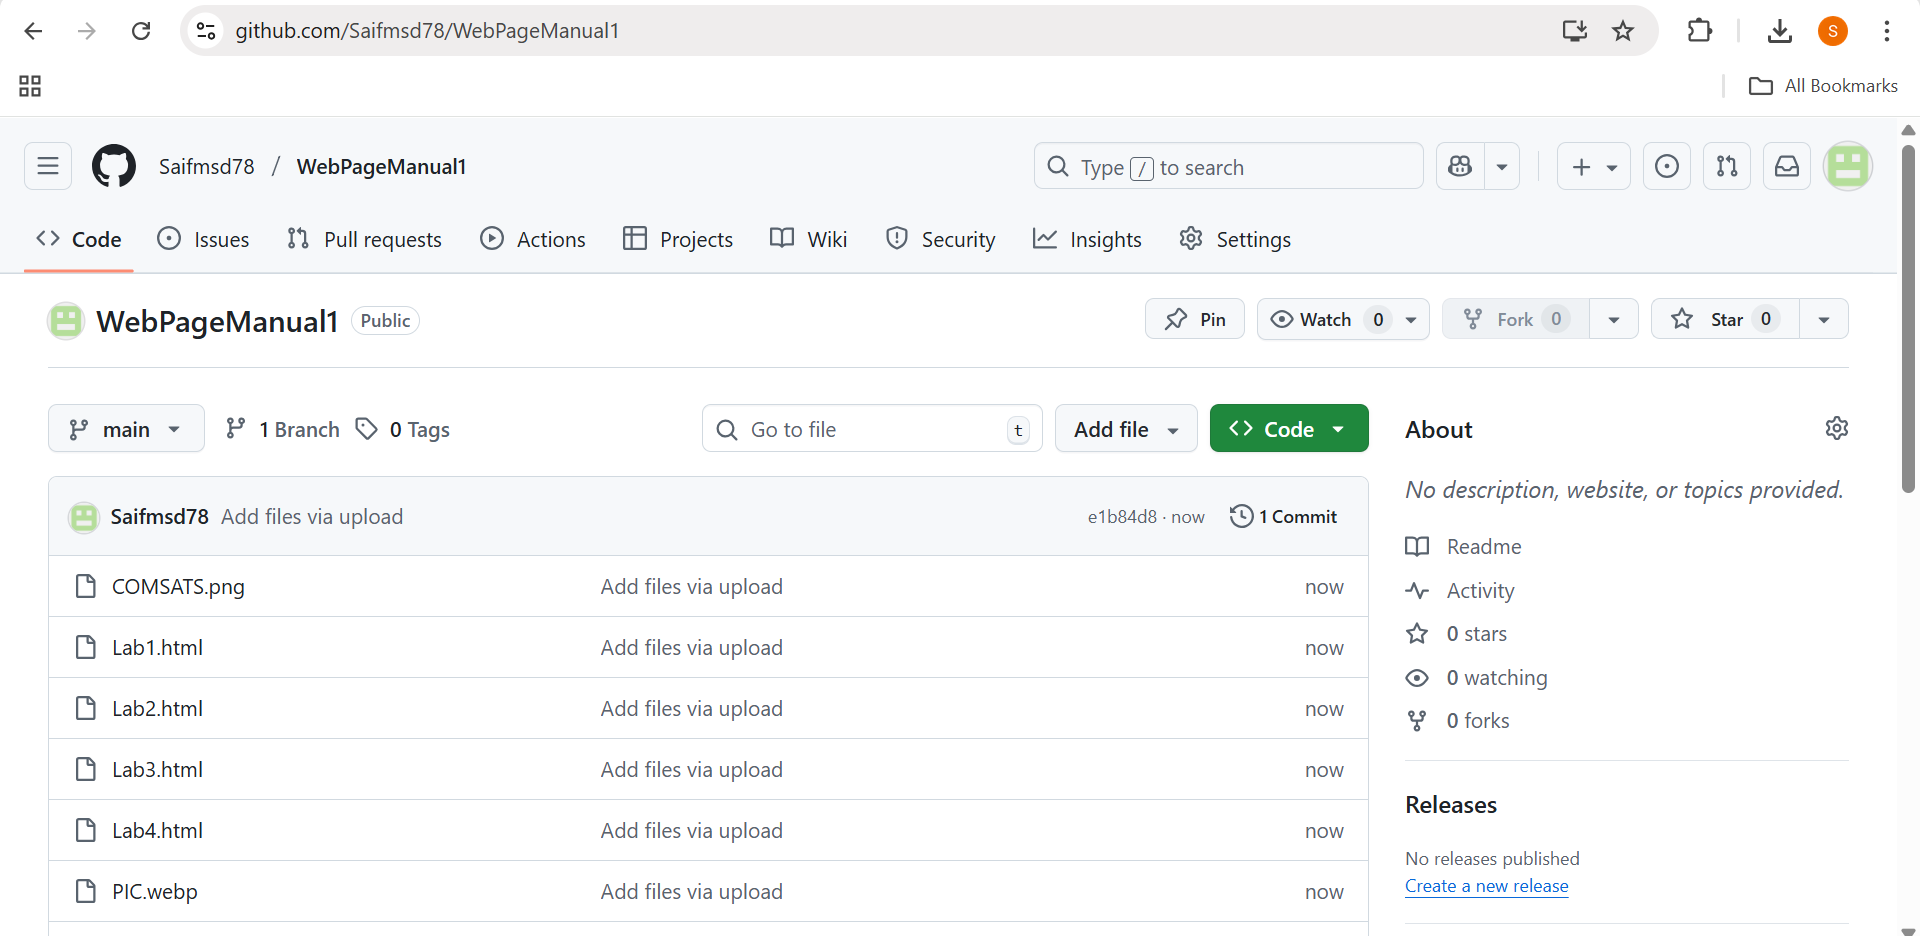 github.com/Saifmsd78/WebPageManual1
S
All Bookmarks
Saifmsd78 / WebPageManual1
Type / to search
Code Issues Pull requests Actions Projects Wiki Security Insights Settings
WebPageManual1 Public
Pin Watch 0 Fork 0 Star 0
main 1 Branch 0 Tags Go to file t Add file Code
Saifmsd78 Add files via upload e1b84d8 · now 1 Commit
COMSATS.png Add files via upload now
Lab1.html Add files via upload now
Lab2.html Add files via upload now
Lab3.html Add files via upload now
Lab4.html Add files via upload now
PIC.webp Add files via upload now
About
No description, website, or topics provided.
Readme
Activity
0 stars
0 watching
0 forks
Releases
No releases published
Create a new release